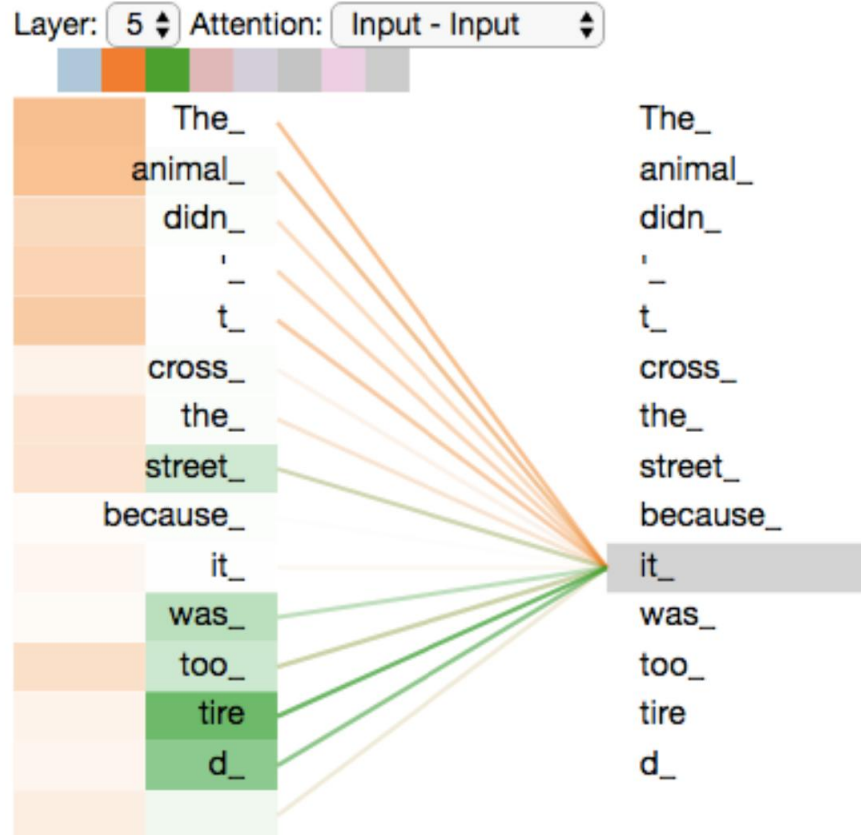 Layer: 5 Attention: Input - Input
The_ The_
animal_ animal_
didn_ didn_
'_ '_
t_ t_
cross_ cross_
the_ the_
street_ street_
because_ because_
it_ it_
was_ was_
too_ too_
tire tire
d_ d_